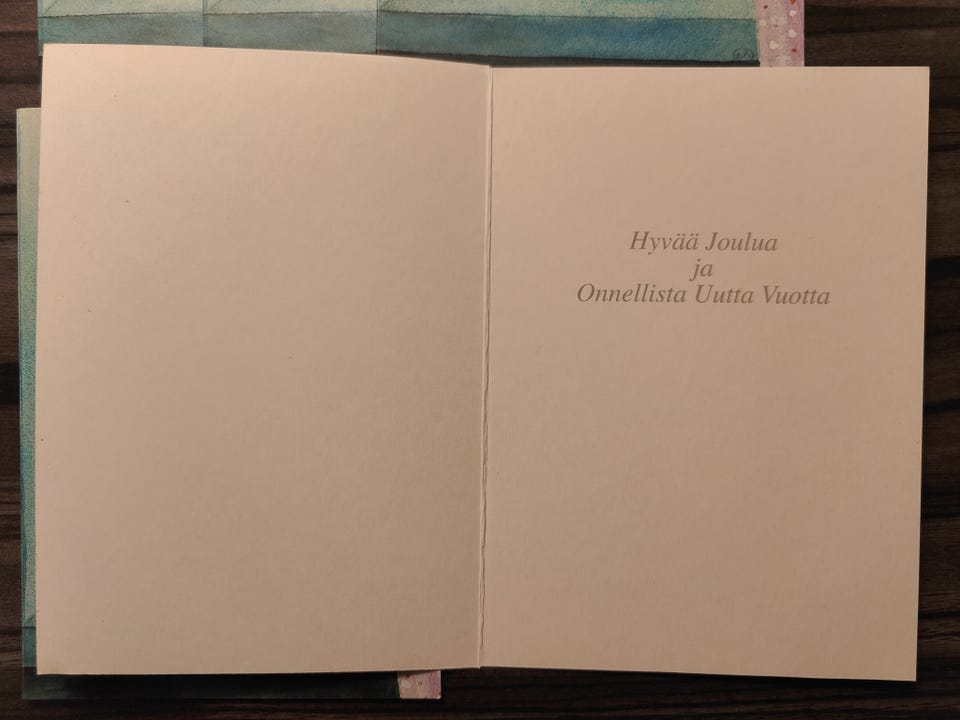 Hyvää Joulua
ja
Onnellista Uutta Vuotta